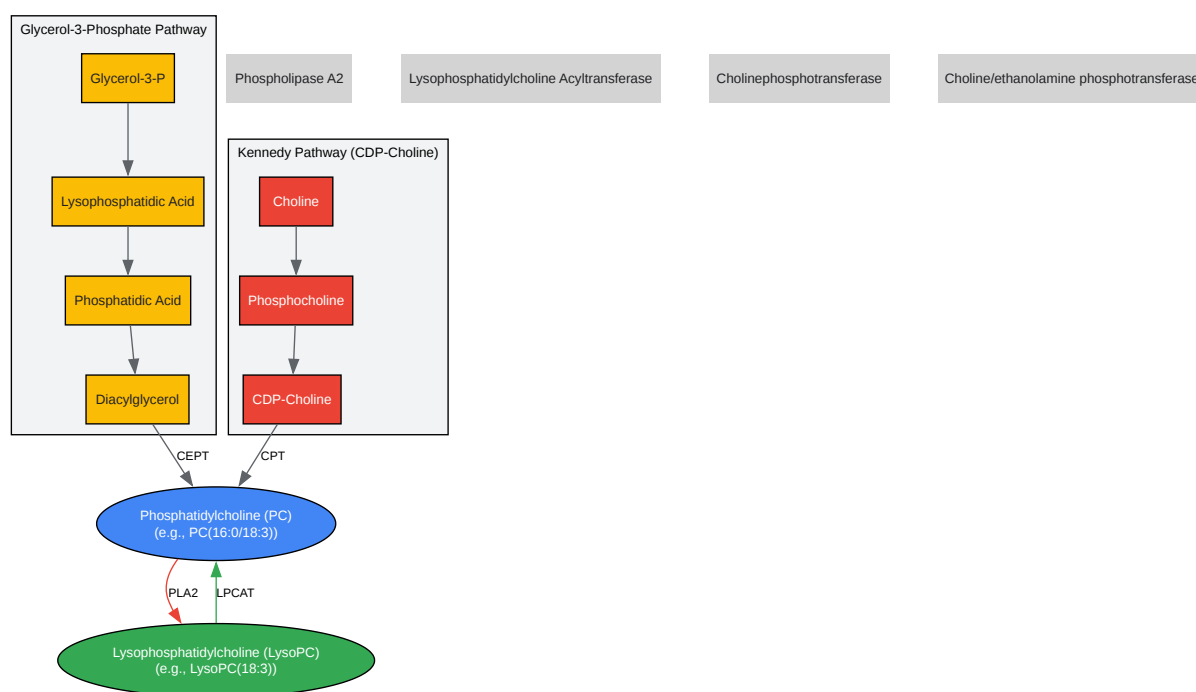 Glycerol-3-Phosphate Pathway
Glycerol-3-P
Phospholipase A2
Lysophosphatidylcholine Acyltransferase
Cholinephosphotransferase
Choline/ethanolamine phosphotransferase
Kennedy Pathway (CDP-Choline)
Lysophosphatidic Acid
Choline
Phosphatidic Acid
Phosphocholine
Diacylglycerol
CDP-Choline
CEPT
CPT
Phosphatidylcholine (PC)
(e.g., PC(16:0/18:3))
PLA2
LPCAT
Lysophosphatidylcholine (LysoPC)
(e.g., LysoPC(18:3))